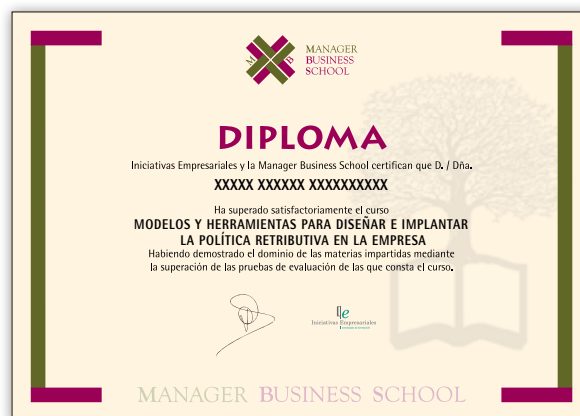 M B S
MANAGER
BUSINESS
SCHOOL
DIPLOMA
Iniciativas Empresariales y la Manager Business School certifican que D. / Dña.
XXXXX XXXXXX XXXXXXXXXX
Ha superado satisfactoriamente el curso
MODELOS Y HERRAMIENTAS PARA DISEÑAR E IMPLANTAR
LA POLÍTICA RETRIBUTIVA EN LA EMPRESA
Habiendo demostrado el dominio de las materias impartidas mediante
la superación de las pruebas de evaluación de las que consta el curso.
Iniciativas Empresariales
MANAGER BUSINESS SCHOOL